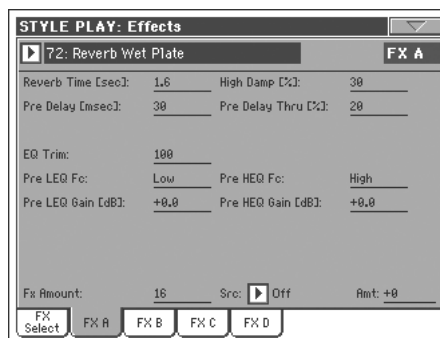 STYLE PLAY: Effects
72: Reverb Wet Plate FX A
Reverb Time [sec]: 1.6 High Damp [%]: 30
Pre Delay [msec]: 30 Pre Delay Thru [%]: 20
EQ Trim: 100
Pre LEQ Fc: Low Pre HEQ Fc: High
Pre LEQ Gain [dB]: +0.0 Pre HEQ Gain [dB]: +0.0
Fx Amount: 16 Src: Off Amt: +0
FX Select FX A FX B FX C FX D